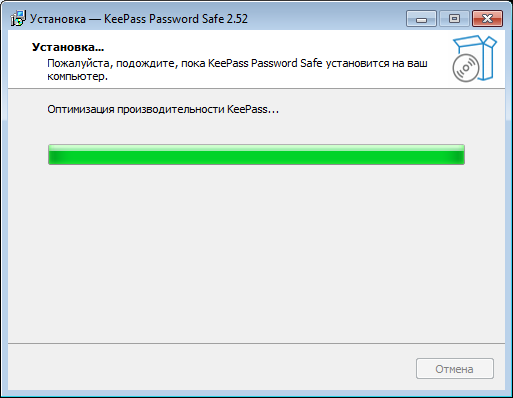 Установка — KeePass Password Safe 2.52
Установка...
Пожалуйста, подождите, пока KeePass Password Safe установится на ваш
компьютер.
Оптимизация производительности KeePass...
Отмена